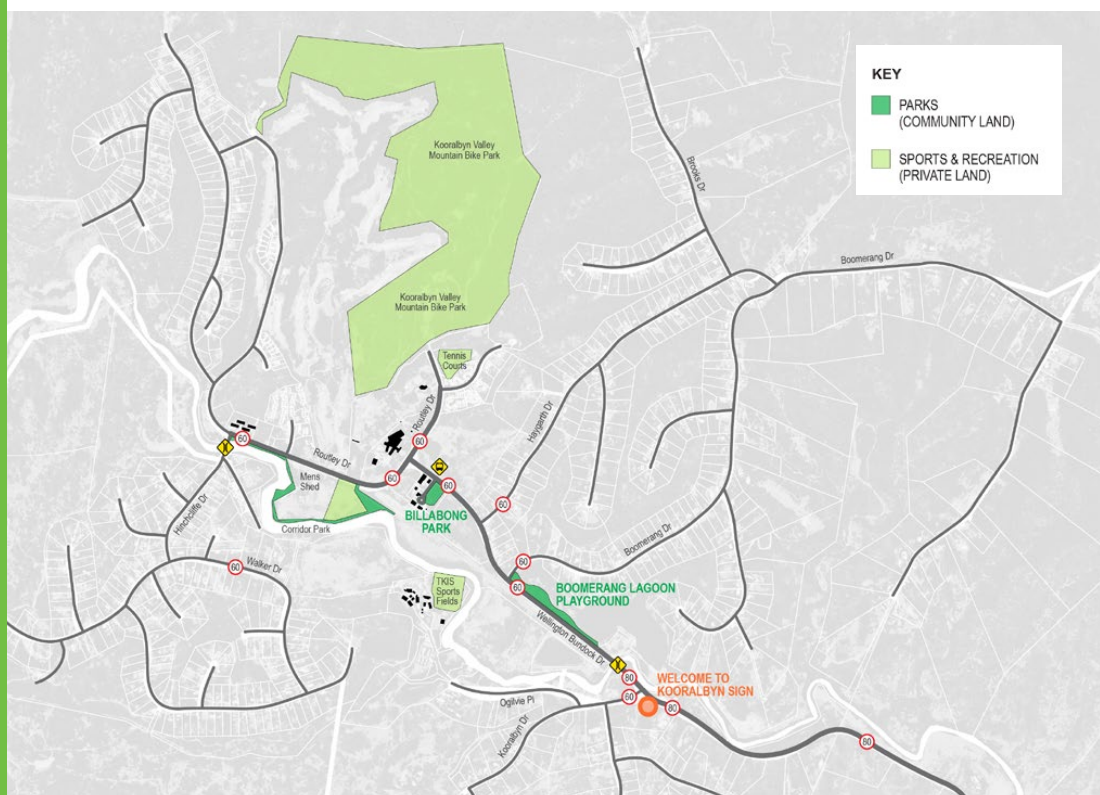 KEY
PARKS
(COMMUNITY LAND)
SPORTS & RECREATION
(PRIVATE LAND)
Kooralbyn Valley
Mountain Bike Park
Brooks Dr
Boomerang Dr
Kooralbyn Valley
Mountain Bike Park
Tennis
Courts
Routley Dr
Haygarth Dr
60
60
Routley Dr
60
60
Mens
Shed
60
Hinchcliffe Dr
BILLABONG
PARK
Corridor Park
Boomerang Dr
60
Walker Dr
60
60
TKIS
Sports
Fields
BOOMERANG LAGOON
PLAYGROUND
Wellington Bundock Dr
80
WELCOME TO
KOORALBYN SIGN
60
80
Ogilvie Pl
Kooralbyn Dr
80